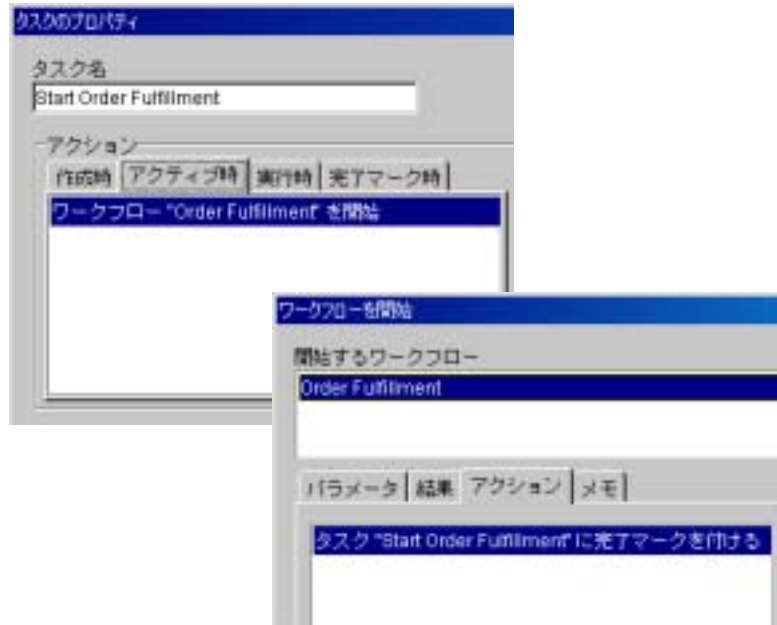 タスクのプロパティ
タスク名
Start Order Fulfillment
アクション
作成時 アクティブ時 実行時 完了マーク時
ワークフロー "Order Fulfillment" を開始
ワークフローを開始
開始するワークフロー
Order Fulfillment
パラメータ 結果 アクション メモ
タスク "Start Order Fulfillment" に完了マークを付ける